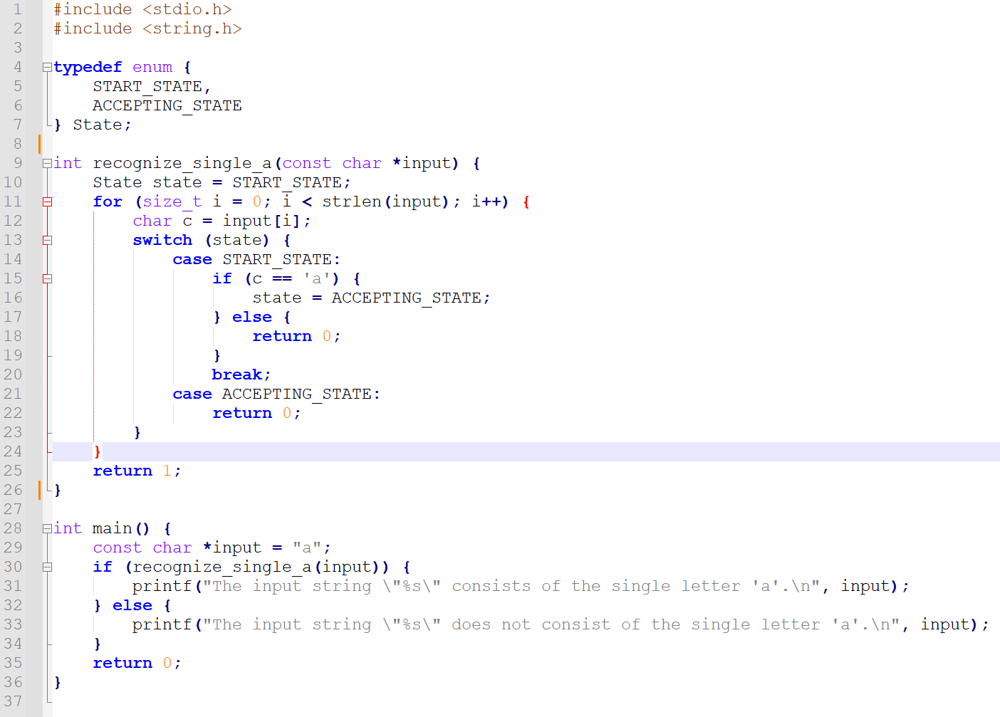 1 #include <stdio.h>
2 #include <string.h>
3
4 typedef enum {
5     START_STATE,
6     ACCEPTING_STATE
7 } State;
8
9 int recognize_single_a(const char *input) {
10     State state = START_STATE;
11     for (size_t i = 0; i < strlen(input); i++) {
12         char c = input[i];
13         switch (state) {
14             case START_STATE:
15                 if (c == 'a') {
16                     state = ACCEPTING_STATE;
17                 } else {
18                     return 0;
19                 }
20                 break;
21             case ACCEPTING_STATE:
22                 return 0;
23         }
24     }
25     return 1;
26 }
27
28 int main() {
29     const char *input = "a";
30     if (recognize_single_a(input)) {
31         printf("The input string \"%s\" consists of the single letter 'a'.\n", input);
32     } else {
33         printf("The input string \"%s\" does not consist of the single letter 'a'.\n", input);
34     }
35     return 0;
36 }
37